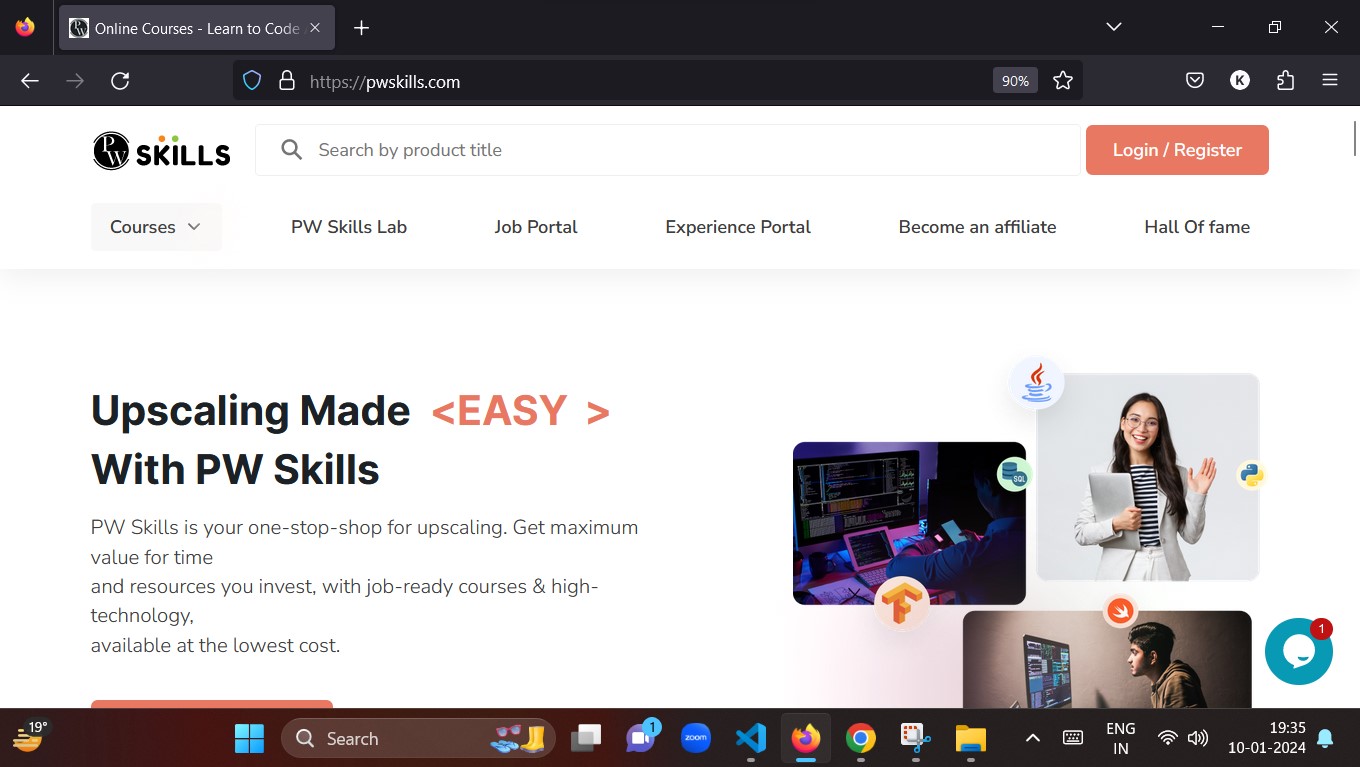 Online Courses - Learn to Code
https://pwskills.com
90%
K
PW SKILLS
Search by product title
Login / Register
Courses
PW Skills Lab
Job Portal
Experience Portal
Become an affiliate
Hall Of fame
Upscaling Made <EASY >
With PW Skills
PW Skills is your one-stop-shop for upscaling. Get maximum
value for time
and resources you invest, with job-ready courses & high-
technology,
available at the lowest cost.
SQL
1
19°
Search
1
zoom
ENG
IN
19:35
10-01-2024